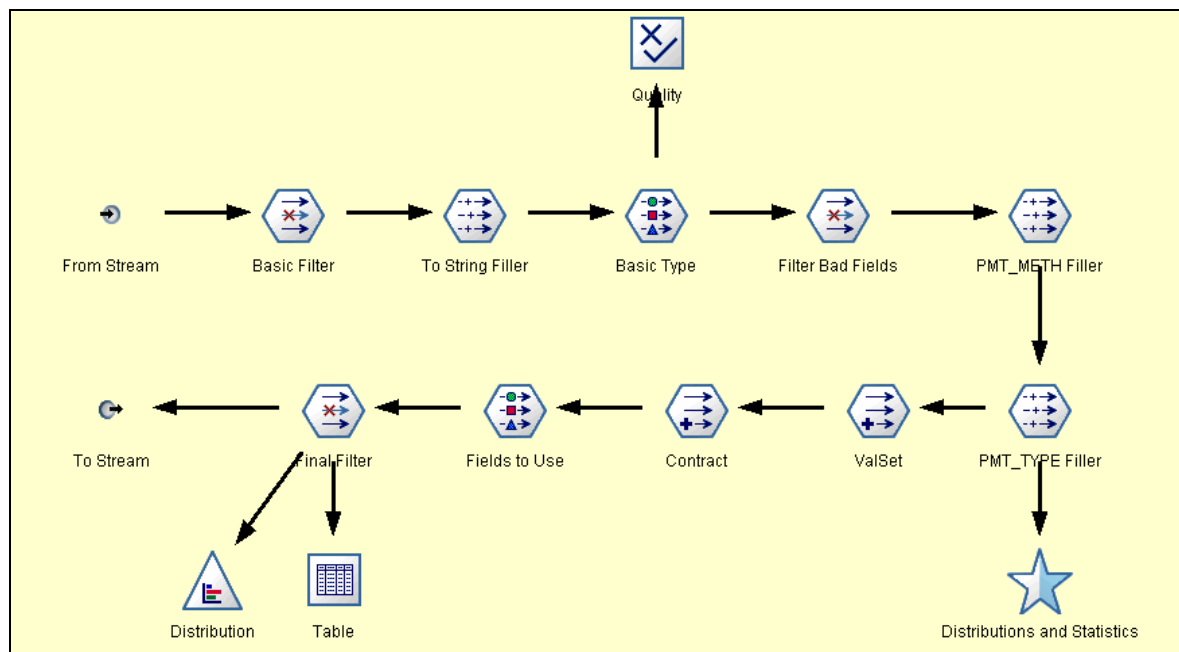 Quality
From Stream
Basic Filter
To String Filler
Basic Type
Filter Bad Fields
PMT_METH Filler
To Stream
Final Filter
Fields to Use
Contract
ValSet
PMT_TYPE Filler
Distribution
Table
Distributions and Statistics